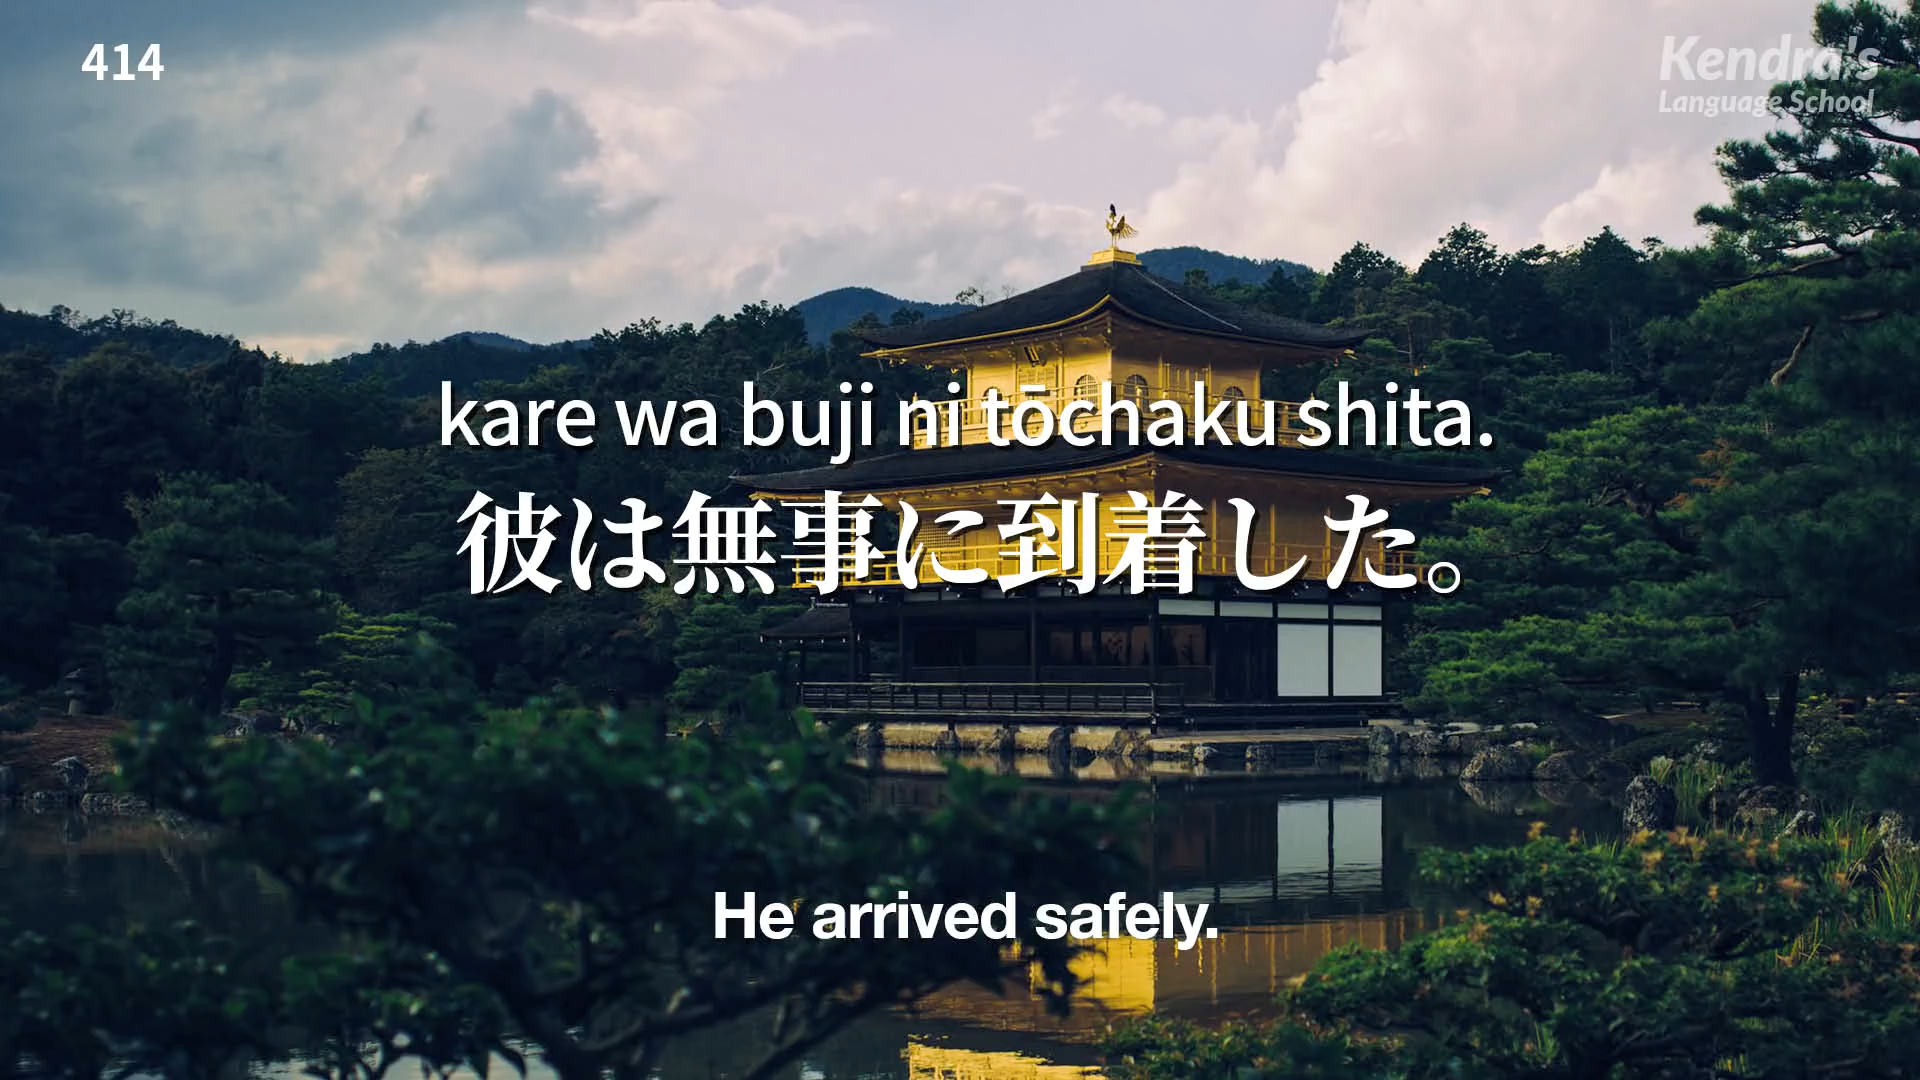 414
Kendra's
Language School
kare wa buji ni tōchaku shita.
彼は無事に到着した。
He arrived safely.